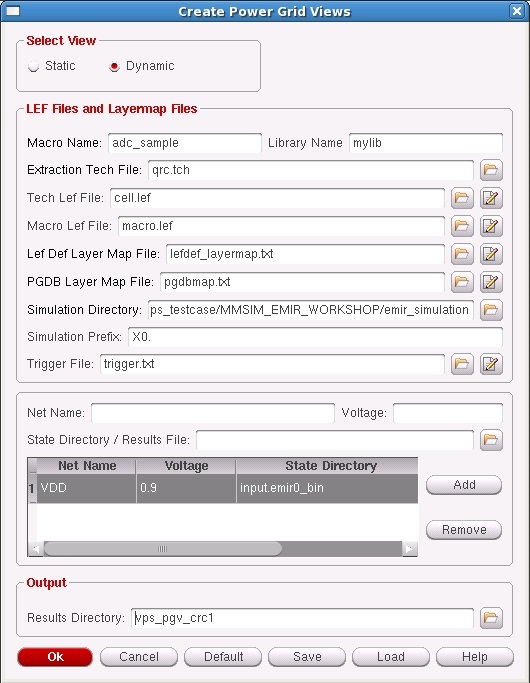 Create Power Grid Views
Select View
Static Dynamic
LEF Files and Layermap Files
Macro Name: adc_sample Library Name mylib
Extraction Tech File: qrc.tch
Tech Lef File: cell.lef
Macro Lef File: macro.lef
Lef Def Layer Map File: lefdef_layermap.txt
PGDB Layer Map File: pgdbmap.txt
Simulation Directory: ps_testcase/MMSIM_EMIR_WORKSHOP/emir_simulation
Simulation Prefix: X0.
Trigger File: trigger.txt
Net Name: Voltage:
State Directory / Results File:
Net Name Voltage State Directory
1 VDD 0.9 input.emir0_bin
Add
Remove
Output
Results Directory: vps_pgv_crc1
Ok Cancel Default Save Load Help